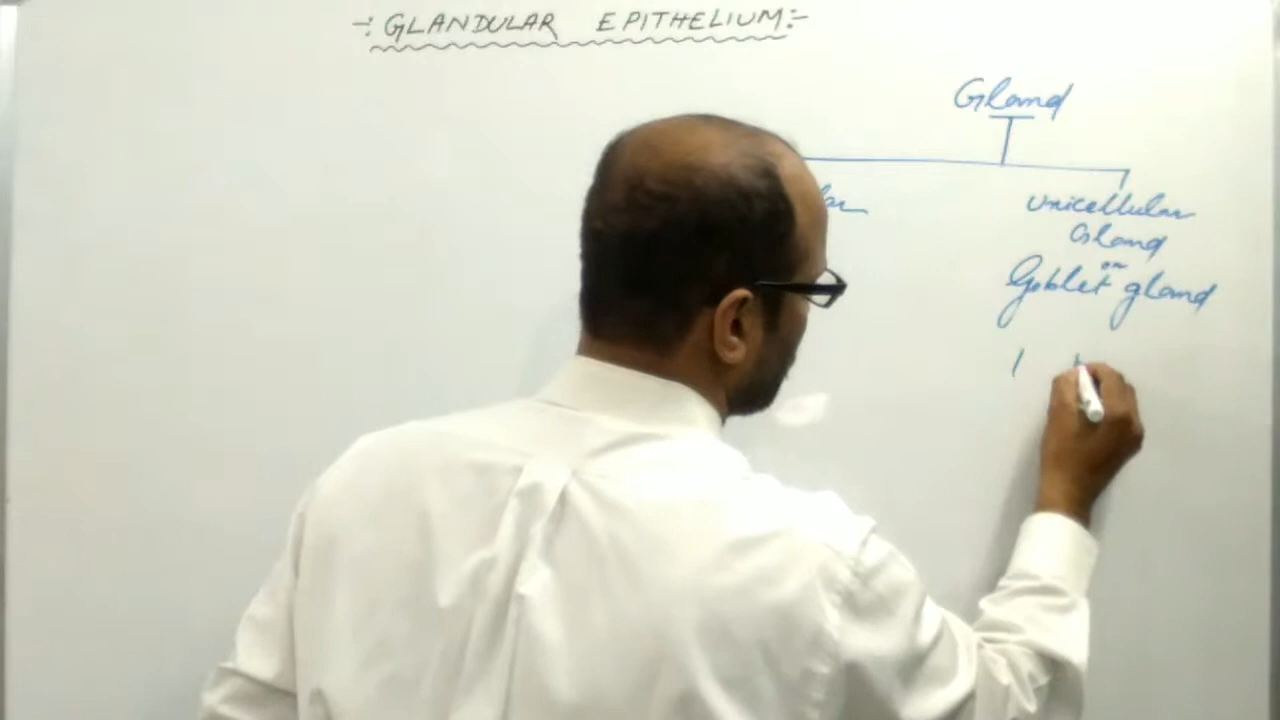 -: GLANDULAR EPITHELIUM :-
Gland
unicellular
Gland
or
Goblet gland